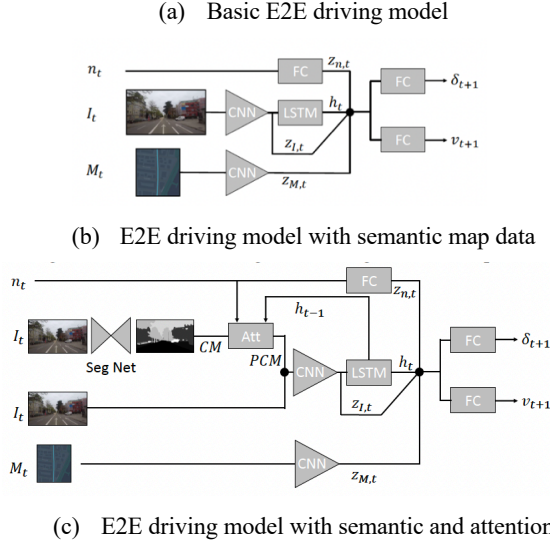 (a) Basic E2E driving model
n_t
FC
z_{n,t}
I_t
CNN
LSTM
h_t
z_{I,t}
FC
δ_{t+1}
FC
v_{t+1}
M_t
CNN
z_{M,t}
(b) E2E driving model with semantic map data
n_t
FC
z_{n,t}
h_{t-1}
I_t
Seg Net
CM
Att
PCM
CNN
LSTM
h_t
z_{I,t}
FC
δ_{t+1}
FC
v_{t+1}
I_t
M_t
CNN
z_{M,t}
(c) E2E driving model with semantic and attention